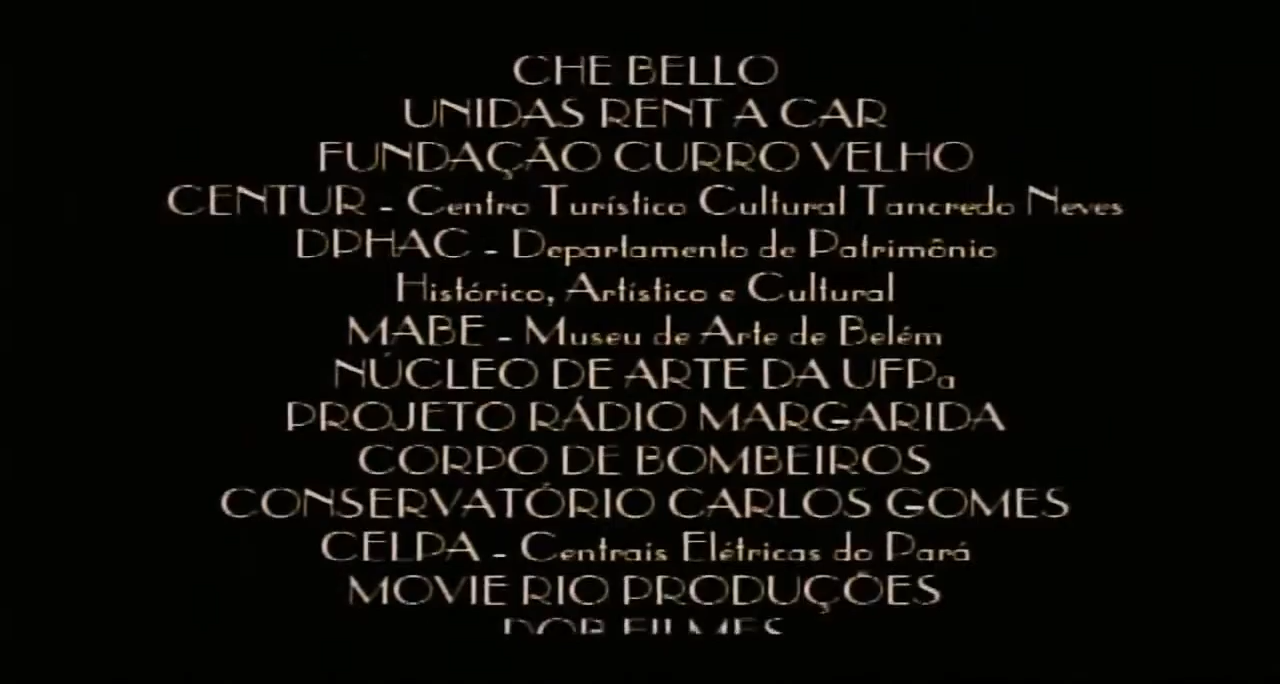 CHE BELLO
UNIDAS RENT A CAR
FUNDAÇÃO CURRO VELHO
CENTUR - Centro Turístico Cultural Tancredo Neves
DPHAC - Departamento de Patrimônio
Histórico, Artístico e Cultural
MABE - Museu de Arte de Belém
NÚCLEO DE ARTE DA UFPa
PROJETO RÁDIO MARGARIDA
CORPO DE BOMBEIROS
CONSERVATÓRIO CARLOS GOMES
CELPA - Centrais Elétricas do Pará
MOVIE RIO PRODUÇÕES
FILMES